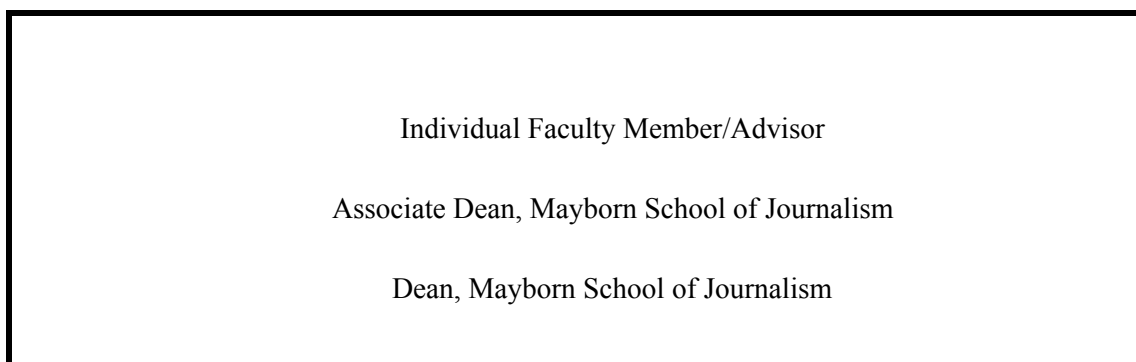 Individual Faculty Member/Advisor
Associate Dean, Mayborn School of Journalism
Dean, Mayborn School of Journalism